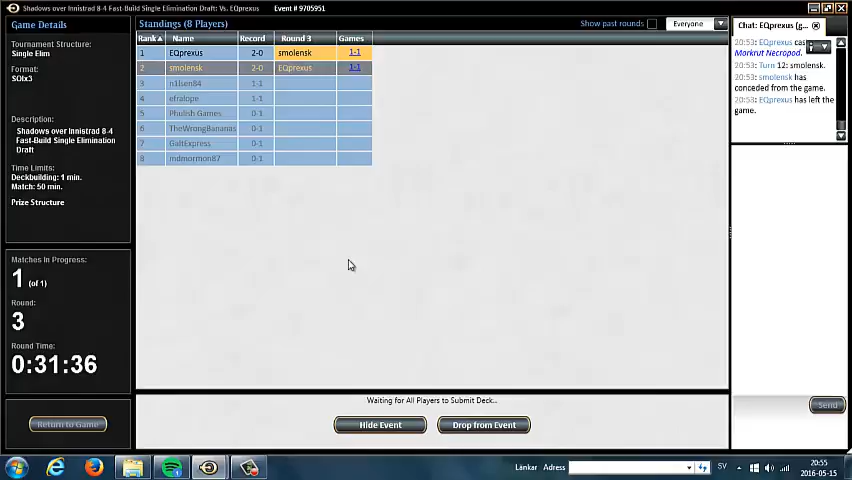 Shadows over Innistrad 8-4 Fast-Build Single Elimination Draft: Vs. EQprexus Event # 9705951
Game Details
Tournament Structure:
Single Elim
Format:
SOIx3
Description:
Shadows over Innistrad 8-4
Fast-Build Single Elimination
Draft
Time Limits:
Deckbuilding: 1 min.
Match: 50 min.
Prize Structure
Matches In Progress:
1 (of 1)
Round:
3
Round Time:
0:31:36
Return to Game
Standings (8 Players)
Show past rounds
Everyone
Rank Name Record Round 3 Games
1 EQprexus 2-0 smolensk 1-1
2 smolensk 2-0 EQprexus 1-1
3 n1lsen84 1-1
4 efralope 1-1
5 Phulish Games 0-1
6 TheWrongBananas 0-1
7 GaltExpress 0-1
8 mdmormon87 0-1
Waiting for All Players to Submit Deck...
Hide Event
Drop from Event
Chat: EQprexus (g...
20:53: EQprexus cas
Morkrut Necropod.
20:53: Turn 12: smolensk.
20:53: smolensk has
conceded from the game.
20:53: EQprexus has left the
game.
Send
Länkar Adress
SV
20:55
2016-05-15